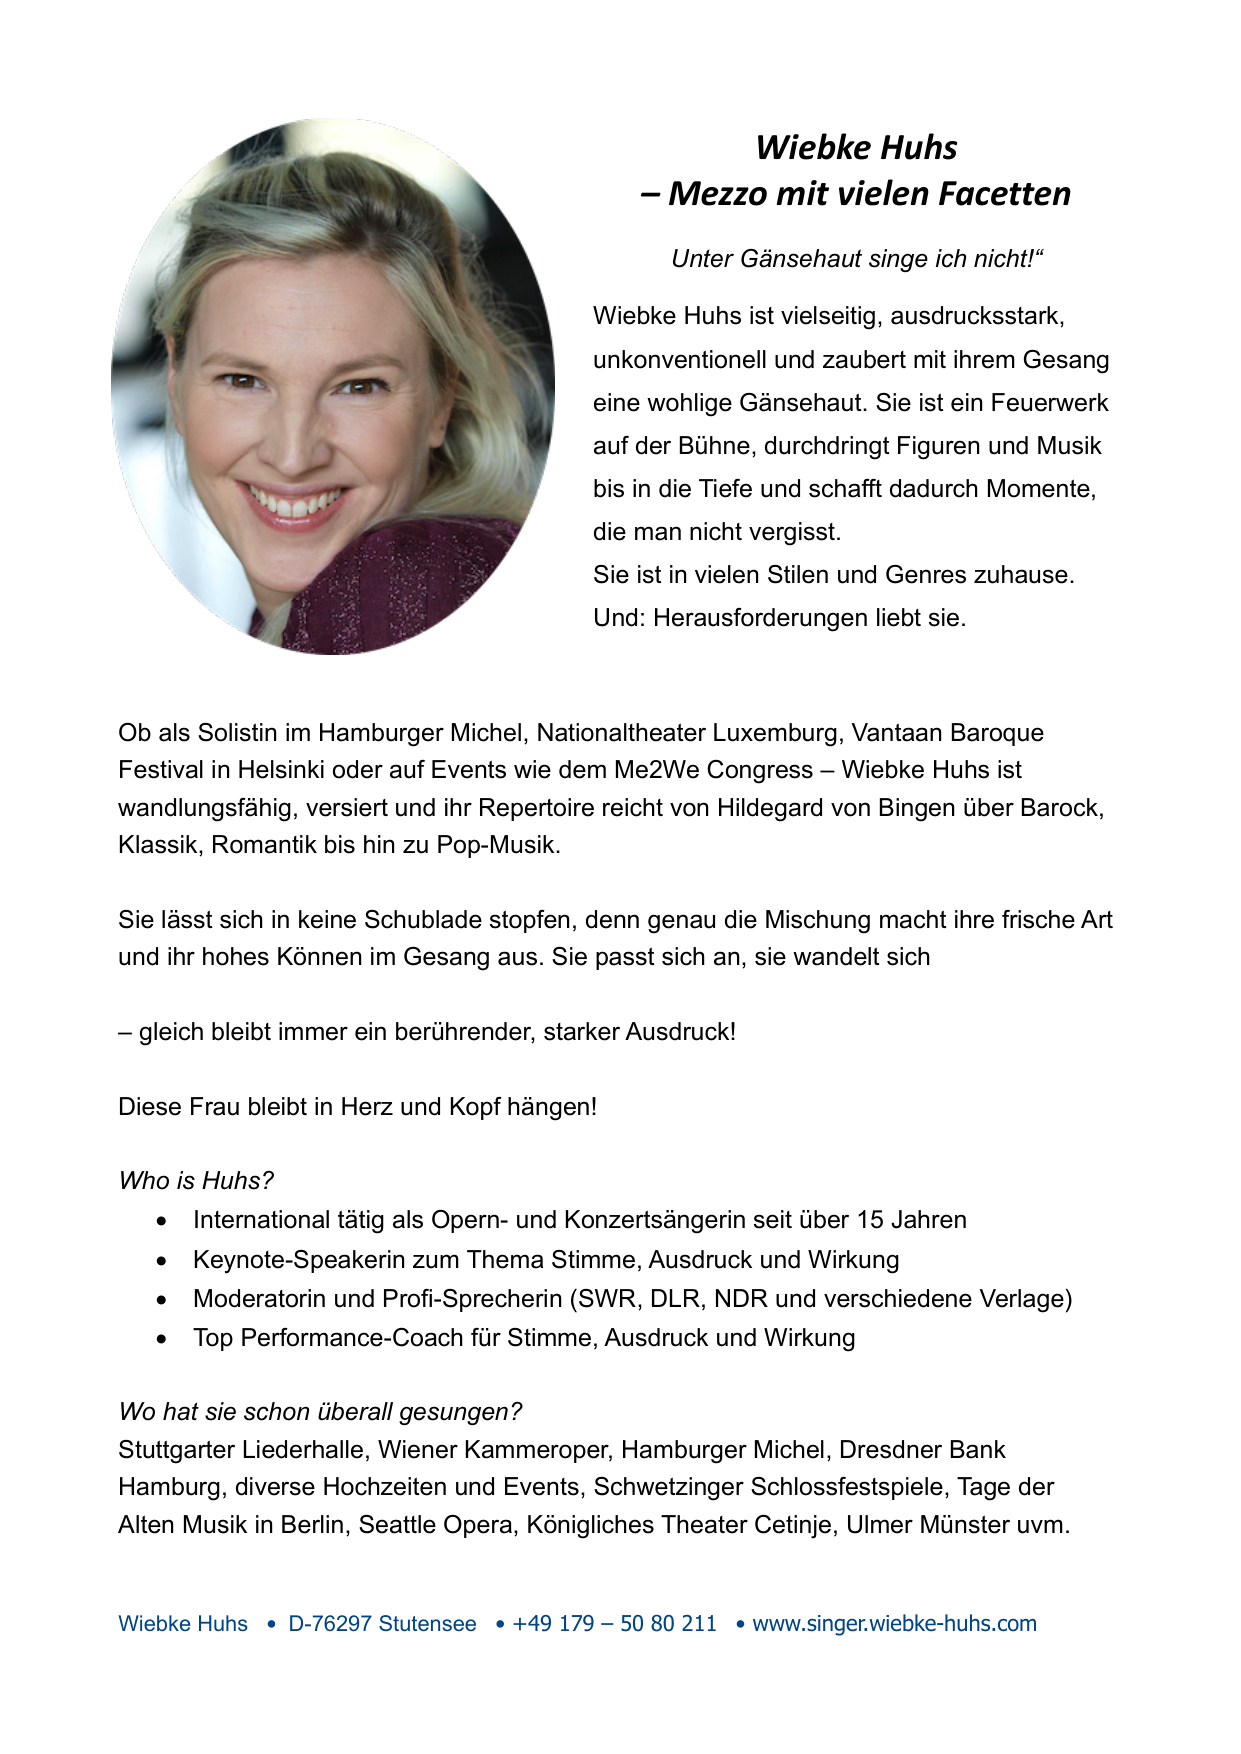 Wiebke Huhs
– Mezzo mit vielen Facetten
Unter Gänsehaut singe ich nicht!“
Wiebke Huhs ist vielseitig, ausdrucksstark,
unkonventionell und zaubert mit ihrem Gesang
eine wohlige Gänsehaut. Sie ist ein Feuerwerk
auf der Bühne, durchdringt Figuren und Musik
bis in die Tiefe und schafft dadurch Momente,
die man nicht vergisst.
Sie ist in vielen Stilen und Genres zuhause.
Und: Herausforderungen liebt sie.
Ob als Solistin im Hamburger Michel, Nationaltheater Luxemburg, Vantaan Baroque
Festival in Helsinki oder auf Events wie dem Me2We Congress – Wiebke Huhs ist
wandlungsfähig, versiert und ihr Repertoire reicht von Hildegard von Bingen über Barock,
Klassik, Romantik bis hin zu Pop-Musik.
Sie lässt sich in keine Schublade stopfen, denn genau die Mischung macht ihre frische Art
und ihr hohes Können im Gesang aus. Sie passt sich an, sie wandelt sich
– gleich bleibt immer ein berührender, starker Ausdruck!
Diese Frau bleibt in Herz und Kopf hängen!
Who is Huhs?
• International tätig als Opern- und Konzertsängerin seit über 15 Jahren
• Keynote-Speakerin zum Thema Stimme, Ausdruck und Wirkung
• Moderatorin und Profi-Sprecherin (SWR, DLR, NDR und verschiedene Verlage)
• Top Performance-Coach für Stimme, Ausdruck und Wirkung
Wo hat sie schon überall gesungen?
Stuttgarter Liederhalle, Wiener Kammeroper, Hamburger Michel, Dresdner Bank
Hamburg, diverse Hochzeiten und Events, Schwetzinger Schlossfestspiele, Tage der
Alten Musik in Berlin, Seattle Opera, Königliches Theater Cetinje, Ulmer Münster uvm.
Wiebke Huhs • D-76297 Stutensee • +49 179 – 50 80 211 • www.singer.wiebke-huhs.com